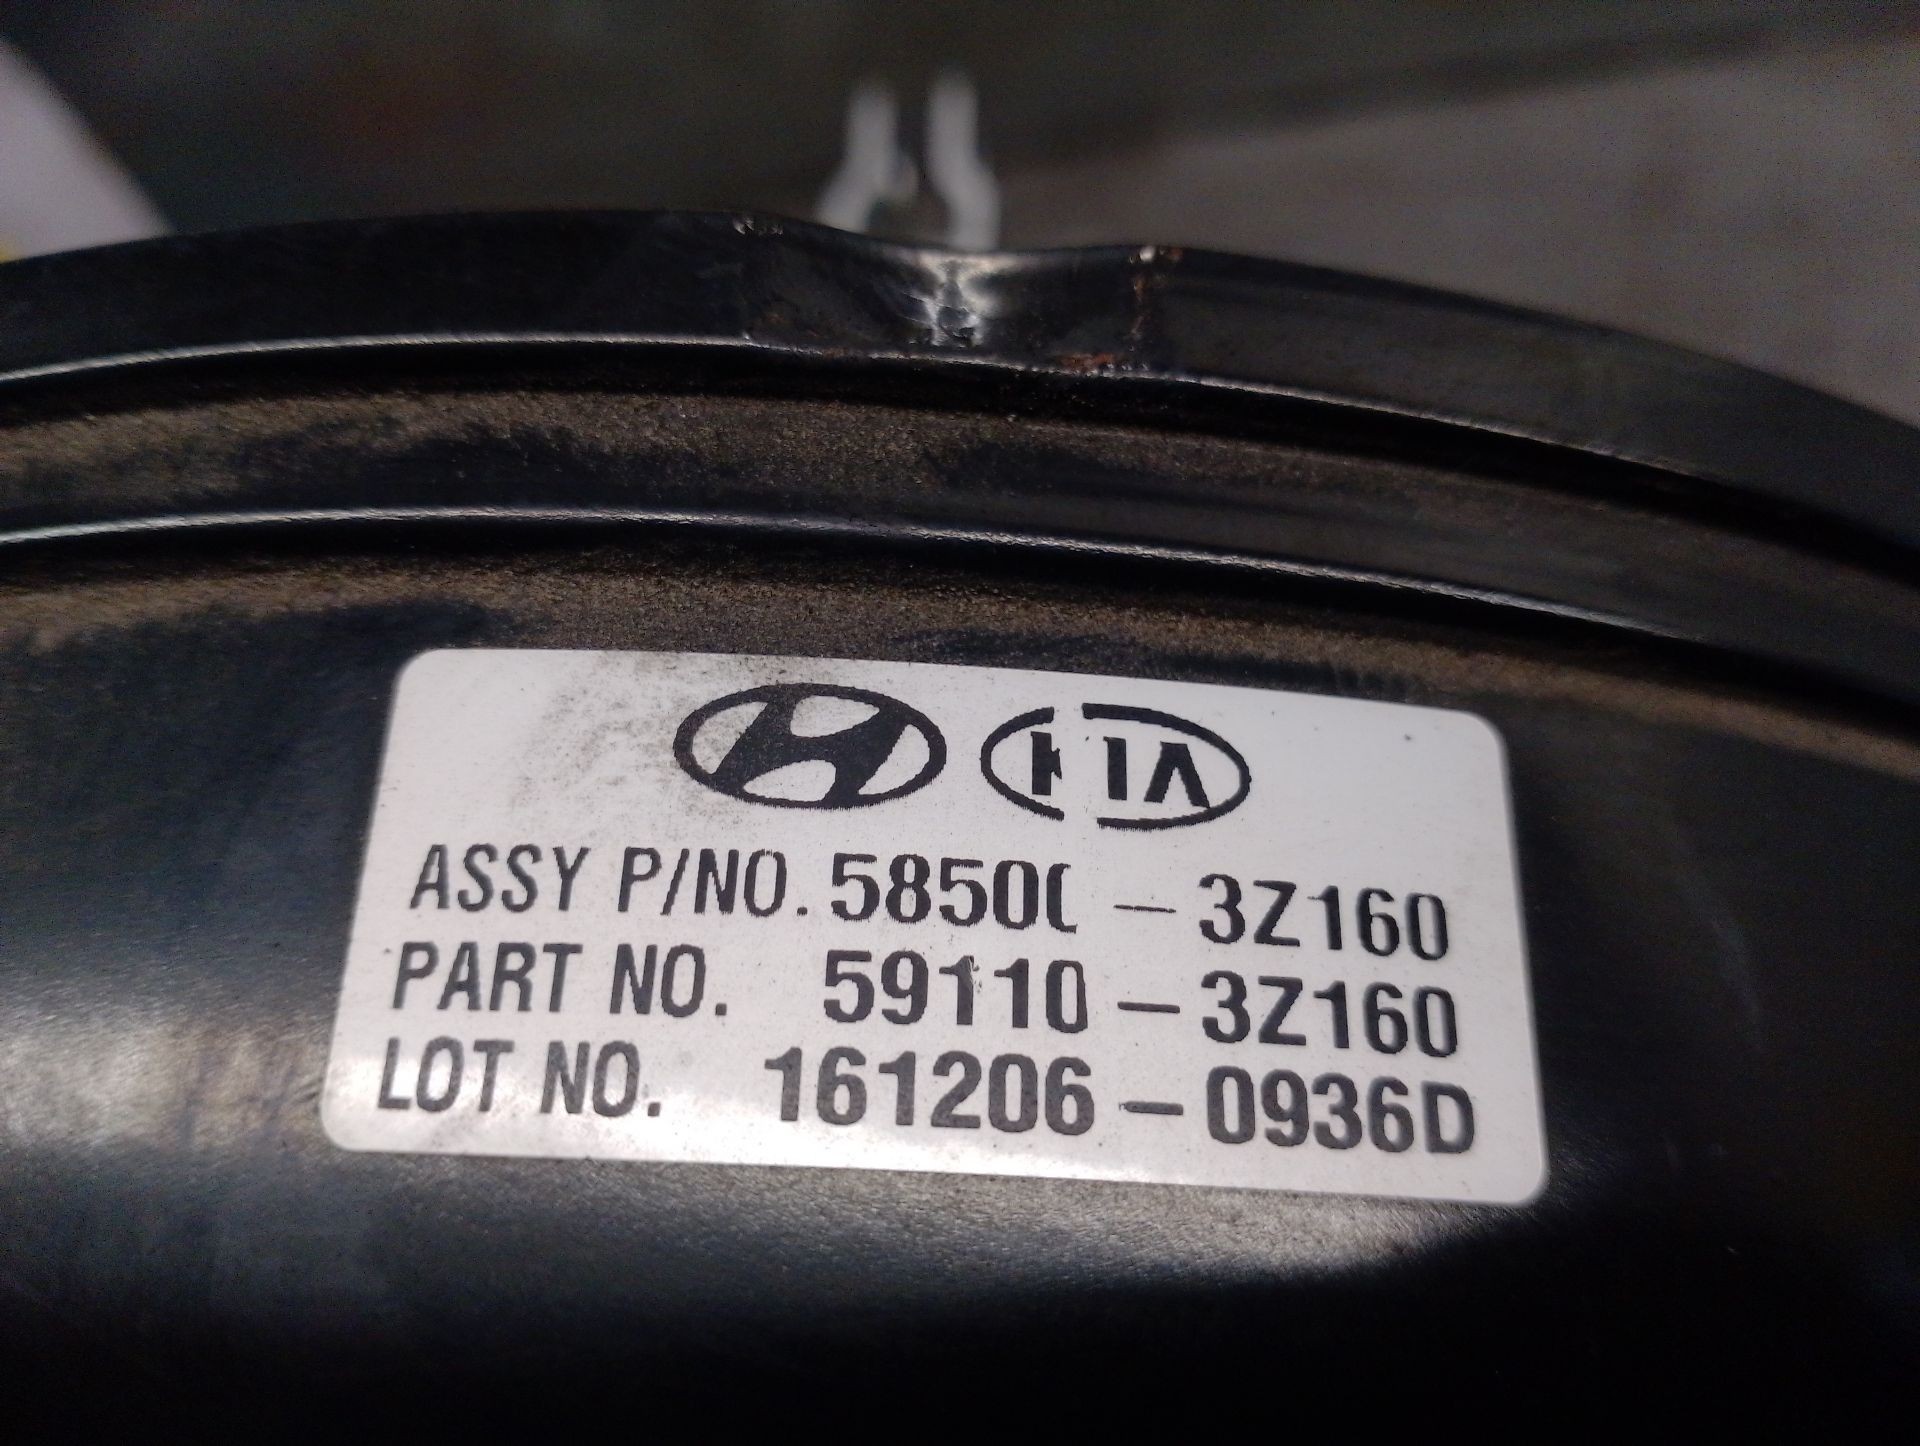 KIA
ASSY P/NO. 58500-3Z160
PART NO. 59110-3Z160
LOT NO. 161206-0936D